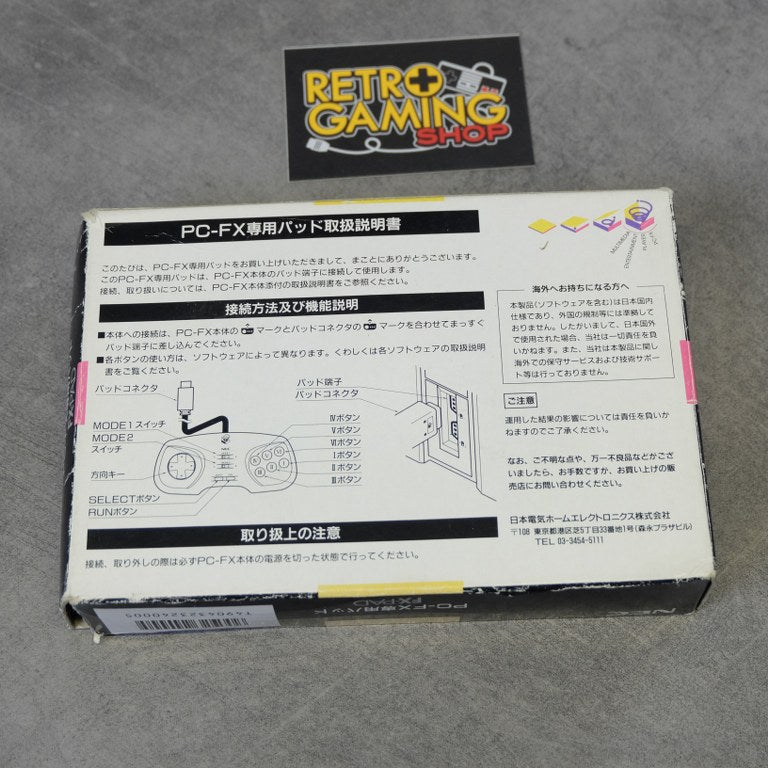 RETRO
GAMING
SHOP
PC-FX専用パッド取扱説明書
このたびは、PC-FX専用パッドをお買い上げいただきまして、まことにありがとうございます。
このPC-FX専用パッドは、PC-FX本体のパッド端子に接続して使用します。
接続、取り扱いについては、PC-FX本体添付の取扱説明書をご参照ください。
接続方法及び機能説明
■本体への接続は、PC-FX本体の マークとパッドコネクタの マークを合わせてまっすぐ
パッド端子に差し込んでください。
■各ボタンの使い方は、ソフトウェアによって異なります。くわしくは各ソフトウェアの取扱説明
書をご覧ください。
パッドコネクタ
MODE1スイッチ
MODE2
スイッチ
方向キー
SELECTボタン
RUNボタン
パッド端子
パッドコネクタ
Ⅳボタン
Ⅴボタン
Ⅵボタン
Ⅰボタン
Ⅱボタン
Ⅲボタン
取り扱上の注意
接続、取り外しの際は必ずPC-FX本体の電源を切った状態で行ってください。
MULTIMEDIA
ENTERTAINMENT
PLAYER
海外へお持ちになる方へ
本製品(ソフトウェアを含む)は日本国内
仕様であり、外国の規制等には準拠して
おりません。したがいまして、日本国外
で使用された場合、当社は一切責任を負
いかねます。また、当社は本製品に関し
海外での保守サービスおよび技術サポー
ト等は行っておりません。
ご注意
運用した結果の影響については責任を負いか
ねますのでご了承ください。
なお、ご不明な点や、万一不良品などがござ
いましたら、お手数ですが、お買い上げの販
売店にお問い合わせください。
日本電気ホームエレクトロニクス株式会社
〒108 東京都港区芝5丁目33番地1号(森永プラザビル)
TEL 03-3454-5111
PC-FX専用パッド
FX-PAD
4904323240005